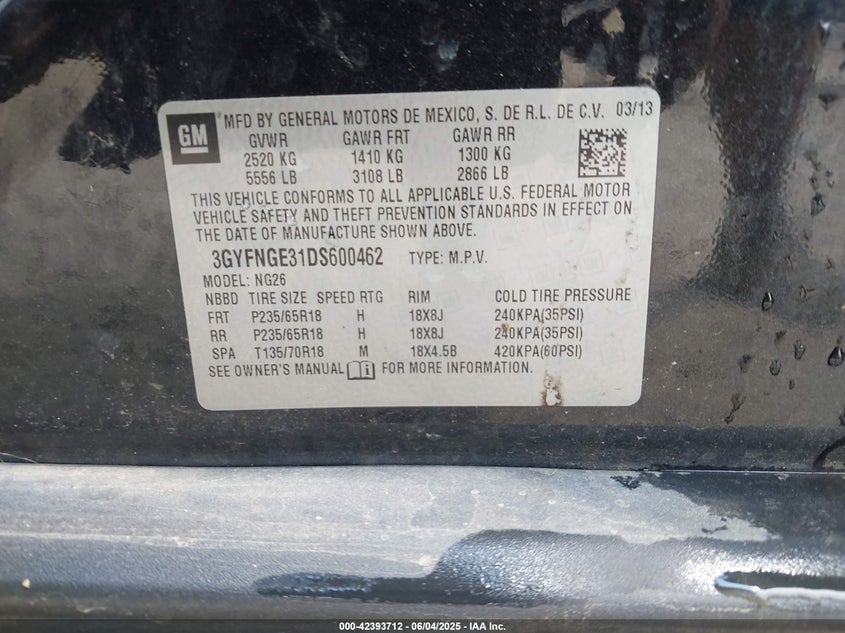 GM MFD BY GENERAL MOTORS DE MEXICO, S. DE R.L. DE C.V. 03/13
GVWR GAWR FRT GAWR RR
2520 KG 1410 KG 1300 KG
5556 LB 3108 LB 2866 LB
THIS VEHICLE CONFORMS TO ALL APPLICABLE U.S. FEDERAL MOTOR
VEHICLE SAFETY AND THEFT PREVENTION STANDARDS IN EFFECT ON
THE DATE OF MANUFACTURE SHOWN ABOVE.
3GYFNGE31DS600462 TYPE: M.P.V.
MODEL: NG26
NBBD TIRE SIZE SPEED RTG RIM COLD TIRE PRESSURE
FRT P235/65R18 H 18X8J 240KPA(35PSI)
RR P235/65R18 H 18X8J 240KPA(35PSI)
SPA T135/70R18 M 18X4.5B 420KPA(60PSI)
SEE OWNER'S MANUAL FOR MORE INFORMATION.
000-42393712 - 06/04/2025 - IAA Inc.